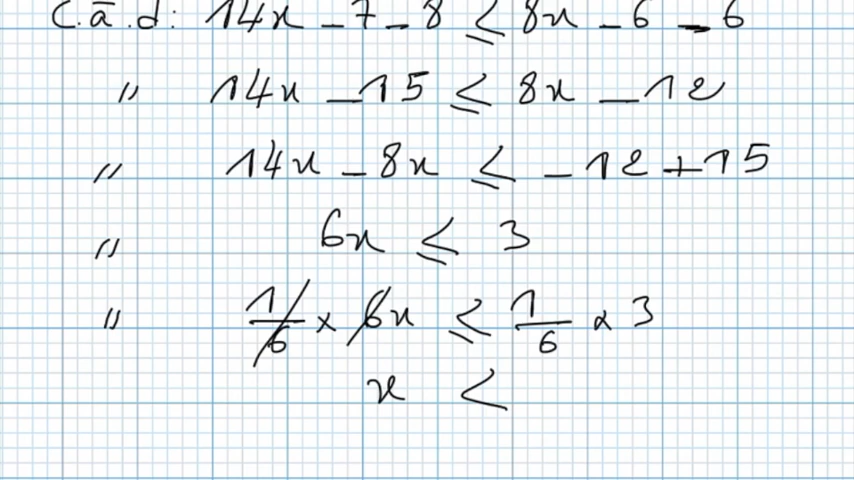 c.à.d: 14x - 7 - 8 ≤ 8x - 6 - 6
" 14x - 15 ≤ 8x - 12
" 14x - 8x ≤ - 12 + 15
" 6x ≤ 3
" 1/6 × 6x ≤ 1/6 × 3
x <